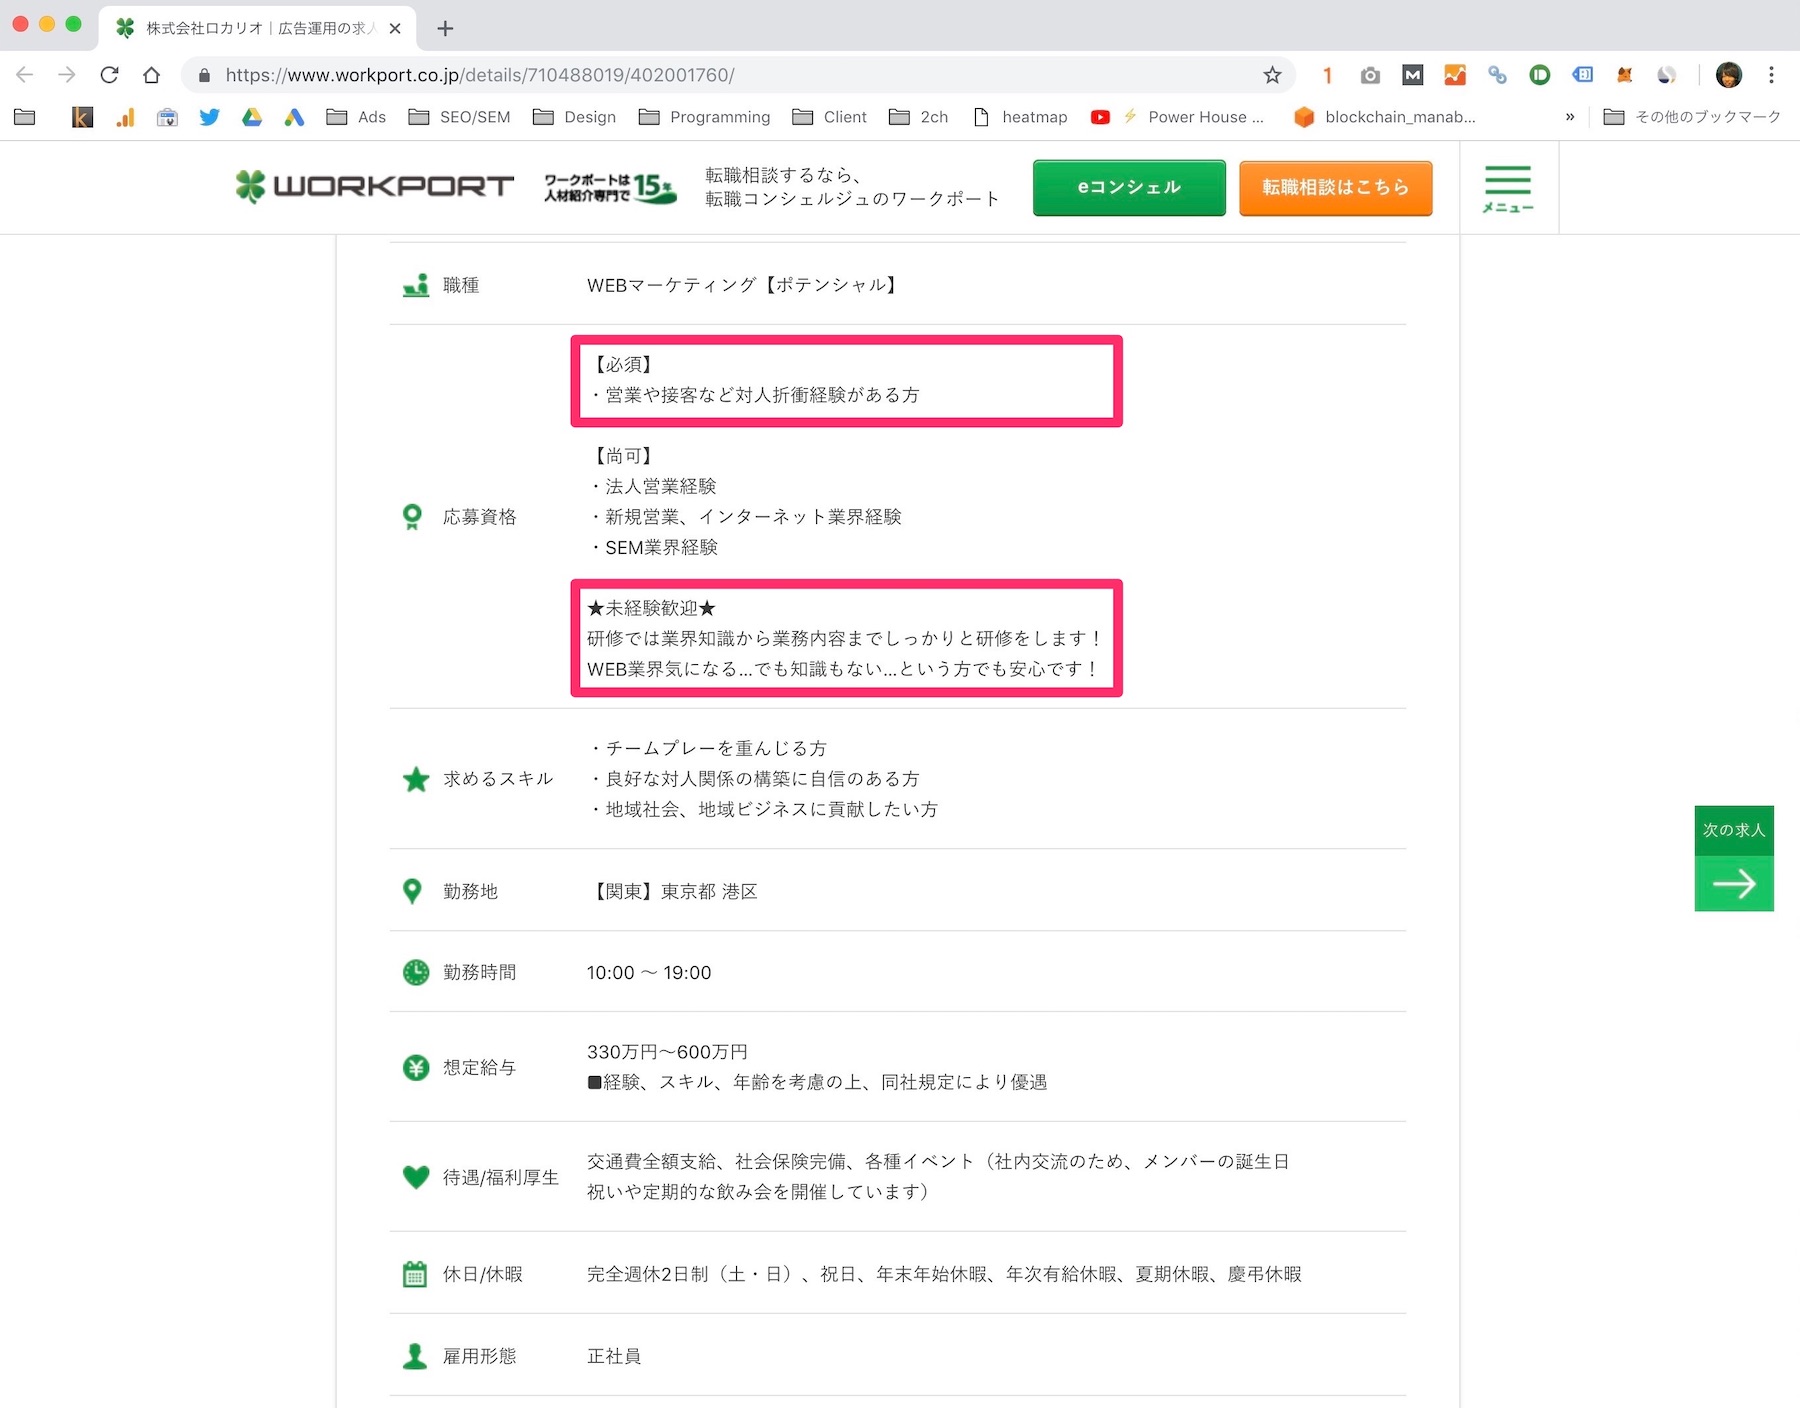 株式会社ロカリオ｜広告運用の求人
https://www.workport.co.jp/details/710488019/402001760/
Ads
SEO/SEM
Design
Programming
Client
2ch
heatmap
Power House ...
blockchain_manab...
»
その他のブックマーク
WORKPORT
ワークポートは
人材紹介専門で15年
転職相談するなら、
転職コンシェルジュのワークポート
eコンシェル
転職相談はこちら
メニュー
職種
WEBマーケティング【ポテンシャル】
応募資格
【必須】
・営業や接客など対人折衝経験がある方
【尚可】
・法人営業経験
・新規営業、インターネット業界経験
・SEM業界経験
★未経験歓迎★
研修では業界知識から業務内容までしっかりと研修をします！
WEB業界気になる...でも知識もない...という方でも安心です！
求めるスキル
・チームプレーを重んじる方
・良好な対人関係の構築に自信のある方
・地域社会、地域ビジネスに貢献したい方
勤務地
【関東】東京都 港区
勤務時間
10:00 〜 19:00
想定給与
330万円〜600万円
■経験、スキル、年齢を考慮の上、同社規定により優遇
待遇/福利厚生
交通費全額支給、社会保険完備、各種イベント（社内交流のため、メンバーの誕生日
祝いや定期的な飲み会を開催しています）
休日/休暇
完全週休2日制（土・日）、祝日、年末年始休暇、年次有給休暇、夏期休暇、慶弔休暇
雇用形態
正社員
次の求人